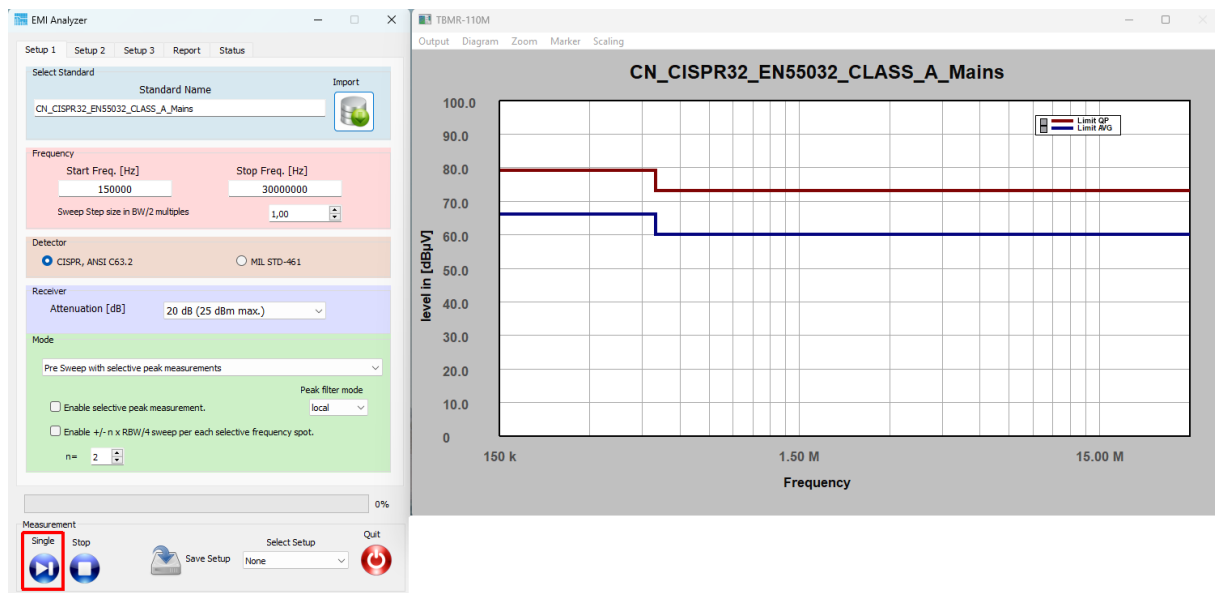 EMI Analyzer
Setup 1 Setup 2 Setup 3 Report Status
Select Standard
Standard Name
Import
CN_CISPR32_EN55032_CLASS_A_Mains
Frequency
Start Freq. [Hz] Stop Freq. [Hz]
150000 30000000
Sweep Step size in BW/2 multiples 1,00
Detector
CISPR, ANSI C63.2 MIL STD-461
Receiver
Attenuation [dB] 20 dB (25 dBm max.)
Mode
Pre Sweep with selective peak measurements
Peak filter mode
Enable selective peak measurement. local
Enable +/- n x RBW/4 sweep per each selective frequency spot.
n= 2
0%
Measurement
Single Stop Select Setup Quit
Save Setup None
TBMR-110M
Output Diagram Zoom Marker Scaling
CN_CISPR32_EN55032_CLASS_A_Mains
Limit QP
Limit AVG
level in [dBµV]
100.0
90.0
80.0
70.0
60.0
50.0
40.0
30.0
20.0
10.0
0
150 k 1.50 M 15.00 M
Frequency